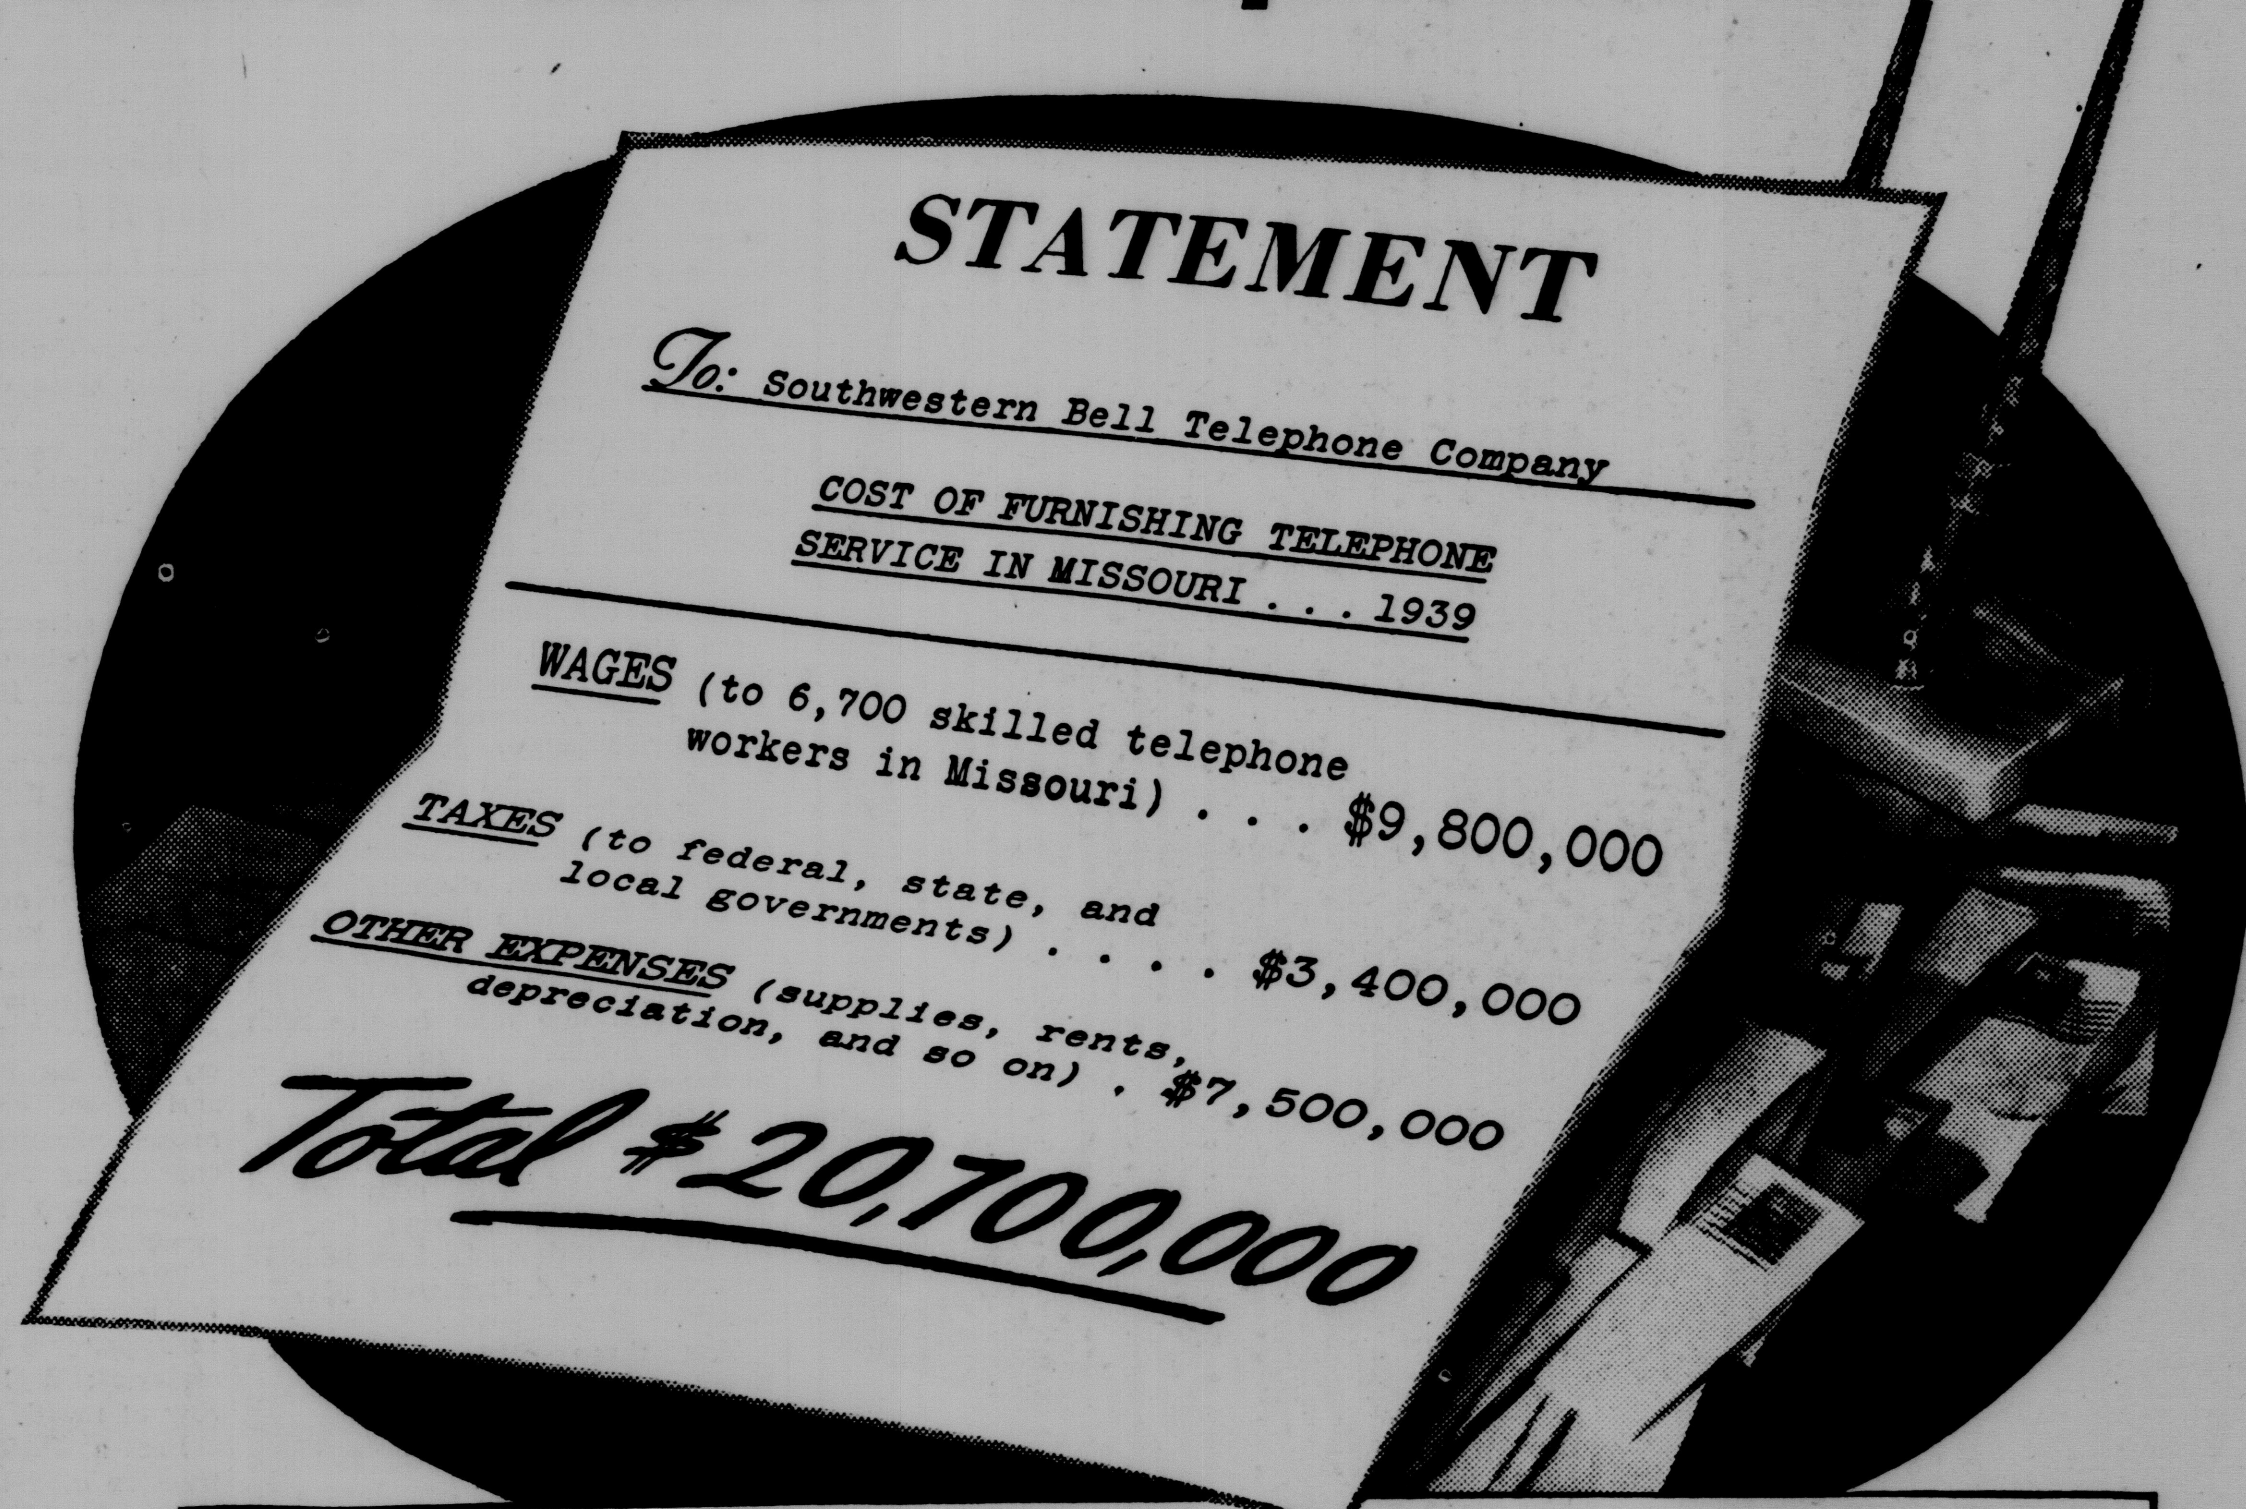 STATEMENT
To: Southwestern Bell Telephone Company
COST OF FURNISHING TELEPHONE
SERVICE IN MISSOURI . . . 1939
WAGES (to 6,700 skilled telephone
workers in Missouri) . . . $9,800,000
TAXES (to federal, state, and
local governments) . . . . $3,400,000
OTHER EXPENSES (supplies, rents,
depreciation, and so on) . $7,500,000
Total $20,700,000